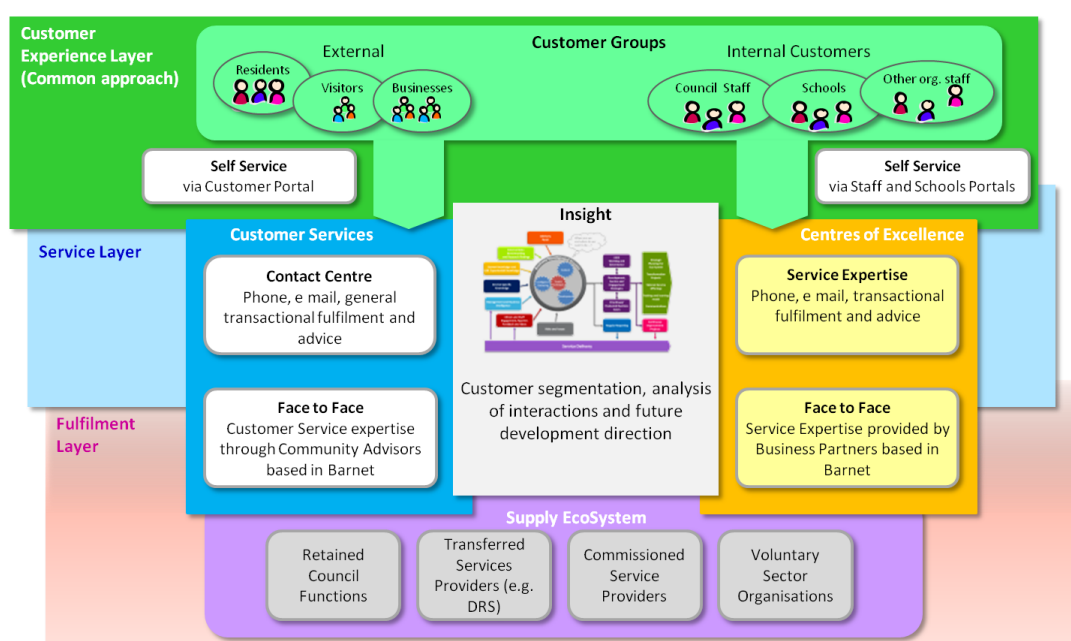 Customer
Experience Layer
(Common approach)
External
Customer Groups
Internal Customers
Residents
Visitors
Businesses
Council Staff
Schools
Other org. staff
Self Service
via Customer Portal
Self Service
via Staff and Schools Portals
Service Layer
Customer Services
Insight
Centres of Excellence
Contact Centre
Phone, e mail, general
transactional fulfilment and
advice
Service Delivery
Service Expertise
Phone, e mail, transactional
fulfilment and advice
Customer segmentation, analysis
of interactions and future
development direction
Fulfilment
Layer
Face to Face
Customer Service expertise
through Community Advisors
based in Barnet
Face to Face
Service Expertise provided by
Business Partners based in
Barnet
Supply EcoSystem
Retained
Council
Functions
Transferred
Services
Providers (e.g.
DRS)
Commissioned
Service
Providers
Voluntary
Sector
Organisations